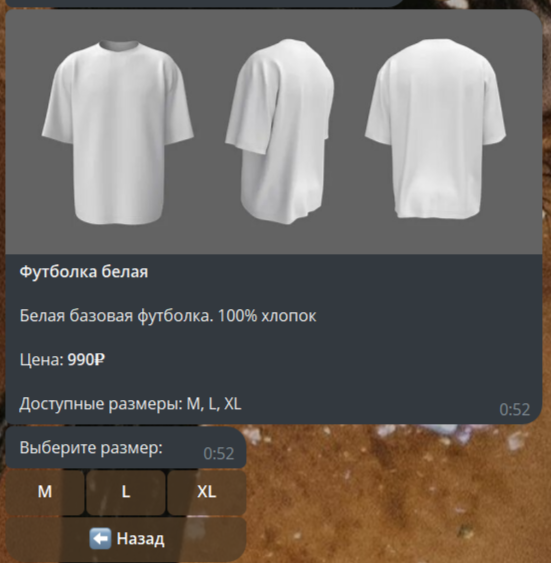 Футболка белая
Белая базовая футболка. 100% хлопок
Цена: 990₽
Доступные размеры: M, L, XL
0:52
Выберите размер:
0:52
M
L
XL
Назад